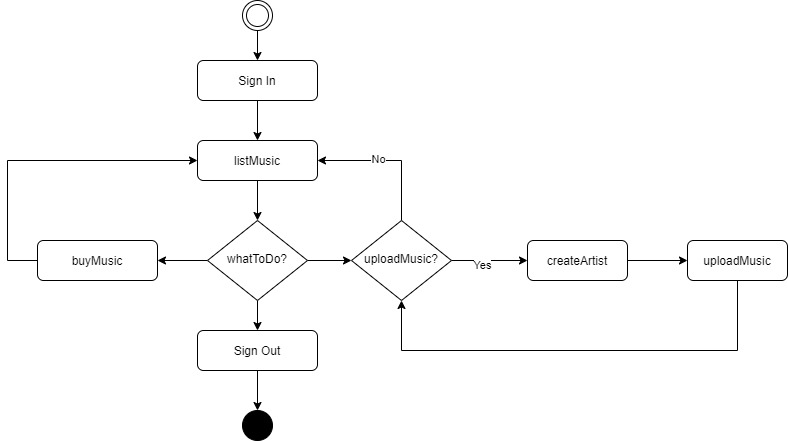 Sign In
listMusic
No
buyMusic
whatToDo?
uploadMusic?
Yes
createArtist
uploadMusic
Sign Out